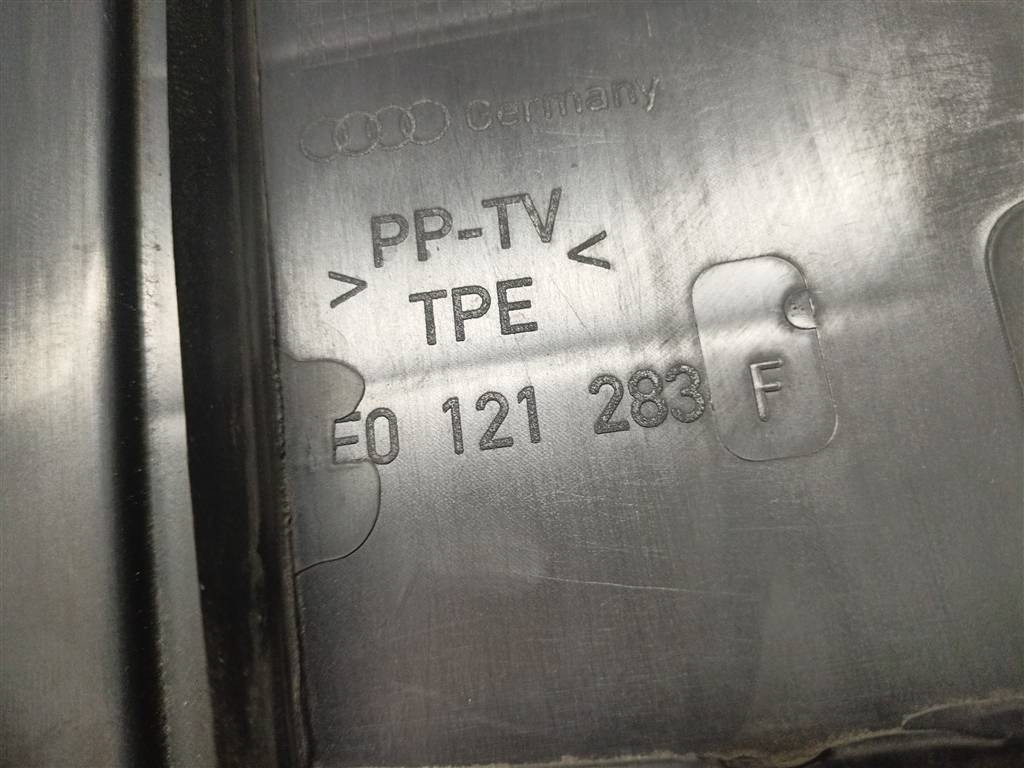 Germany
PP-TV
> <
TPE
E0 121 283 F